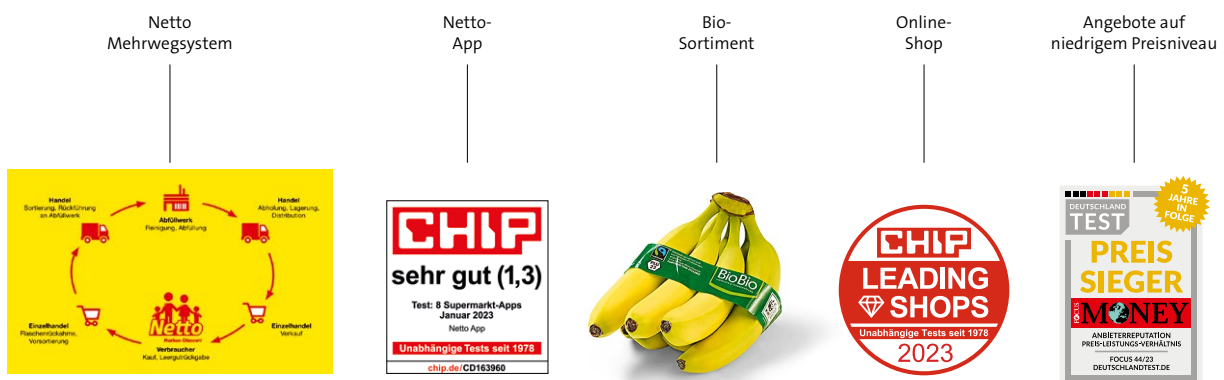 Netto
Mehrwegsystem
Netto-
App
Bio-
Sortiment
Online-
Shop
Angebote auf
niedrigem Preisniveau
Handel
Sortierung, Rückführung
an Abfüllwerk
Abfüllwerk
Reinigung, Abfüllung
Handel
Abholung, Lagerung,
Distribution
Einzelhandel
Flaschenrücknahme,
Vorsortierung
Netto
Marken-Discount
Verbraucher
Kauf, Leergutrückgabe
Einzelhandel
Verkauf
CHIP
sehr gut (1,3)
Test: 8 Supermarkt-Apps
Januar 2023
Netto App
Unabhängige Tests seit 1978
chip.de/CD163960
BioBio
CHIP
LEADING
SHOPS
Unabhängige Tests seit 1978
2023
5
JAHRE
IN
FOLGE
DEUTSCHLAND
TEST
PREIS
SIEGER
FOCUS MONEY
ANBIETERREPUTATION
PREIS-LEISTUNGS-VERHÄLTNIS
FOCUS 44/23
DEUTSCHLANDTEST.DE